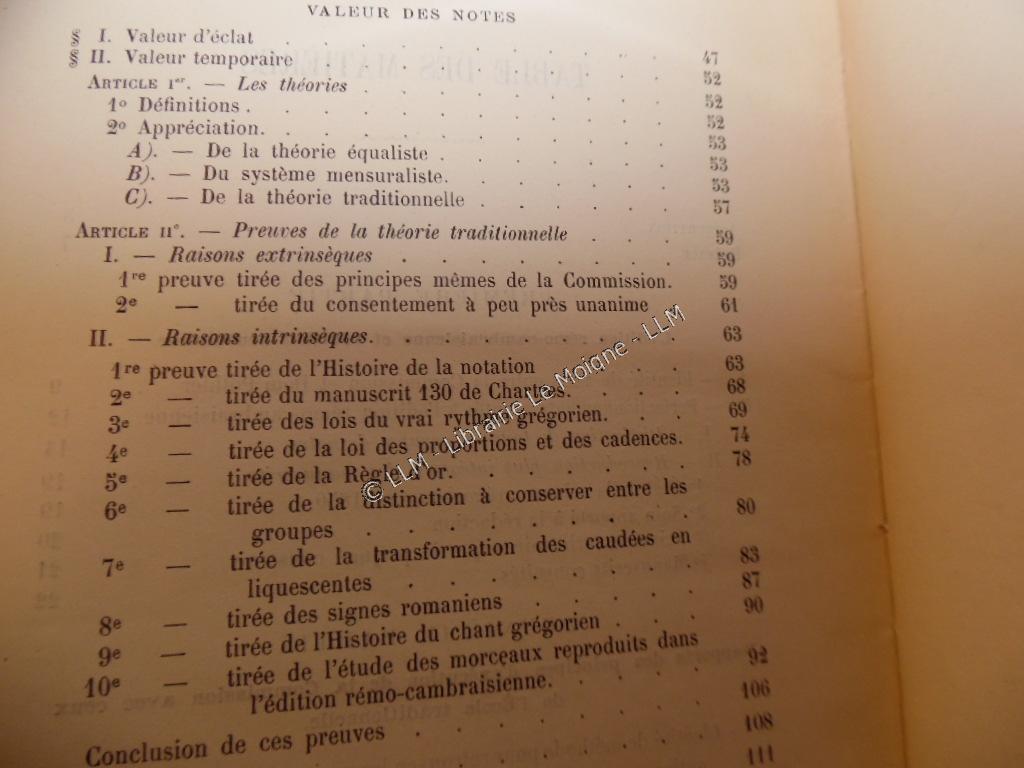 VALEUR DES NOTES
§ I. Valeur d'éclat . . . . . . . . . 47
§ II. Valeur temporaire . . . . . . . . 52
ARTICLE Ier. — Les théories . . . . . . . . 52
1o Définitions . . . . . . . . . . 52
2o Appréciation. . . . . . . . . . 53
A). — De la théorie équaliste . . . . . . 53
B). — Du système mensuraliste. . . . . . 53
C). — De la théorie traditionnelle . . . . . 57
ARTICLE IIe. — Preuves de la théorie traditionnelle . . . 59
I. — Raisons extrinsèques . . . . . . . . 59
1re preuve tirée des principes mêmes de la Commission. 59
2e — tirée du consentement à peu près unanime . 61
II. — Raisons intrinsèques. . . . . . . . 63
1re preuve tirée de l'Histoire de la notation . . . 63
2e — tirée du manuscrit 130 de Chartres. . . . 68
3e — tirée des lois du vrai rythme grégorien. . . 69
4e — tirée de la loi des proportions et des cadences. 74
5e — tirée de la Règle d'or. . . . . . . 78
6e — tirée de la distinction à conserver entre les
groupes . . . . . . . . . 80
7e — tirée de la transformation des caudées en
liquescentes . . . . . . . 83
8e — tirée des signes romaniens . . . . . 87
9e — tirée de l'Histoire du chant grégorien . . . 90
10e — tirée de l'étude des morceaux reproduits dans
l'édition rémo-cambraisienne. . . . . 92
Conclusion de ces preuves . . . . . . . 106
108
111
© LLM - Librairie Le Moigne - LLM